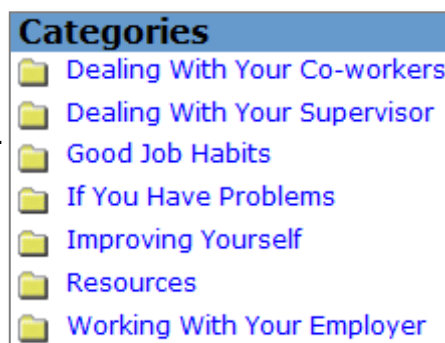 Categories
Dealing With Your Co-workers
Dealing With Your Supervisor
Good Job Habits
If You Have Problems
Improving Yourself
Resources
Working With Your Employer